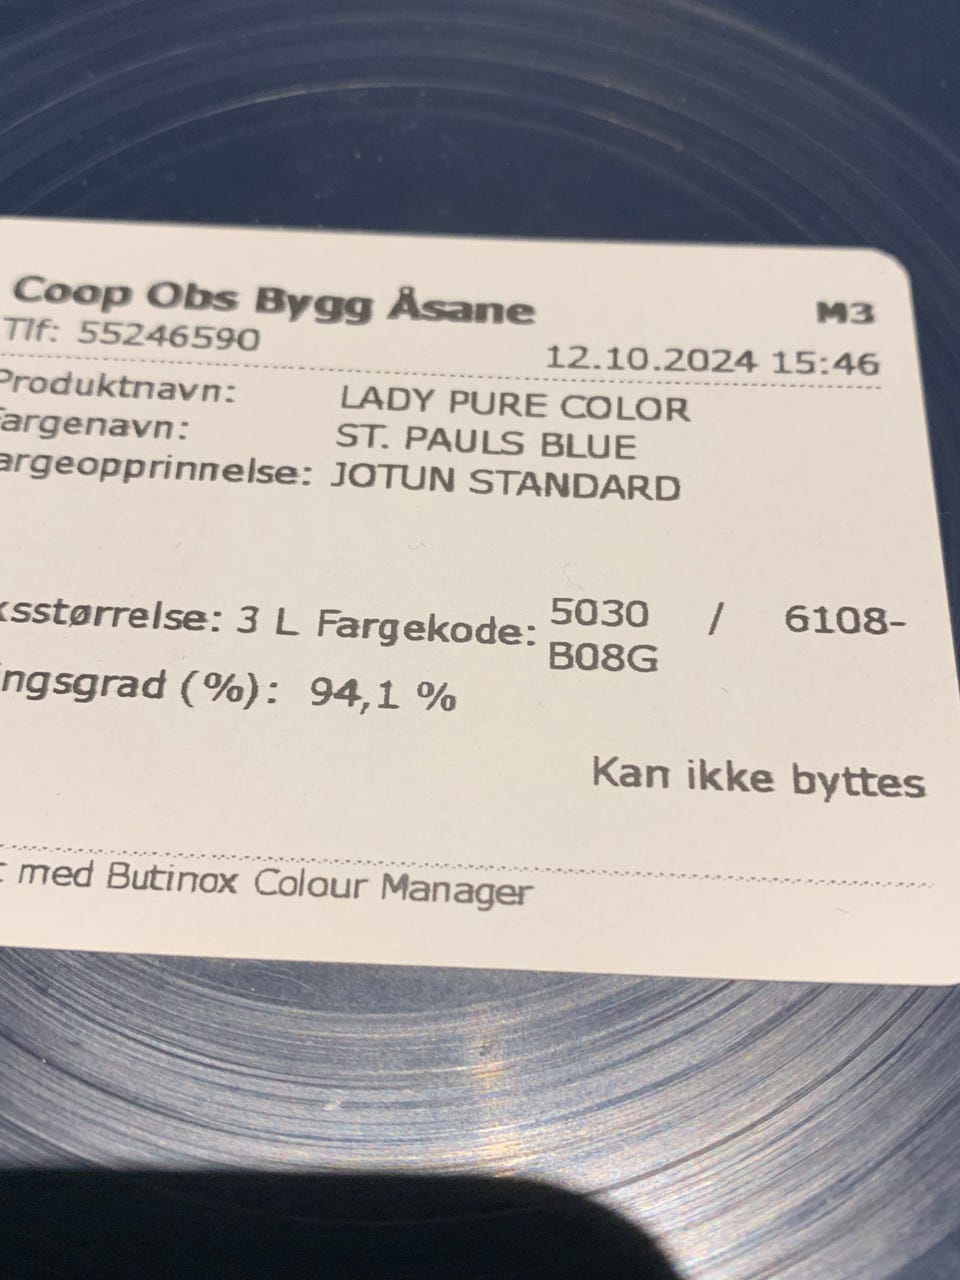 Coop Obs Bygg Åsane M3
Tlf: 55246590
12.10.2024 15:46
Produktnavn: LADY PURE COLOR
Fargenavn: ST. PAULS BLUE
argeopprinnelse: JOTUN STANDARD
ksstørrelse: 3 L Fargekode: 5030 / 6108-
B08G
ingsgrad (%): 94,1 %
Kan ikke byttes
t med Butinox Colour Manager